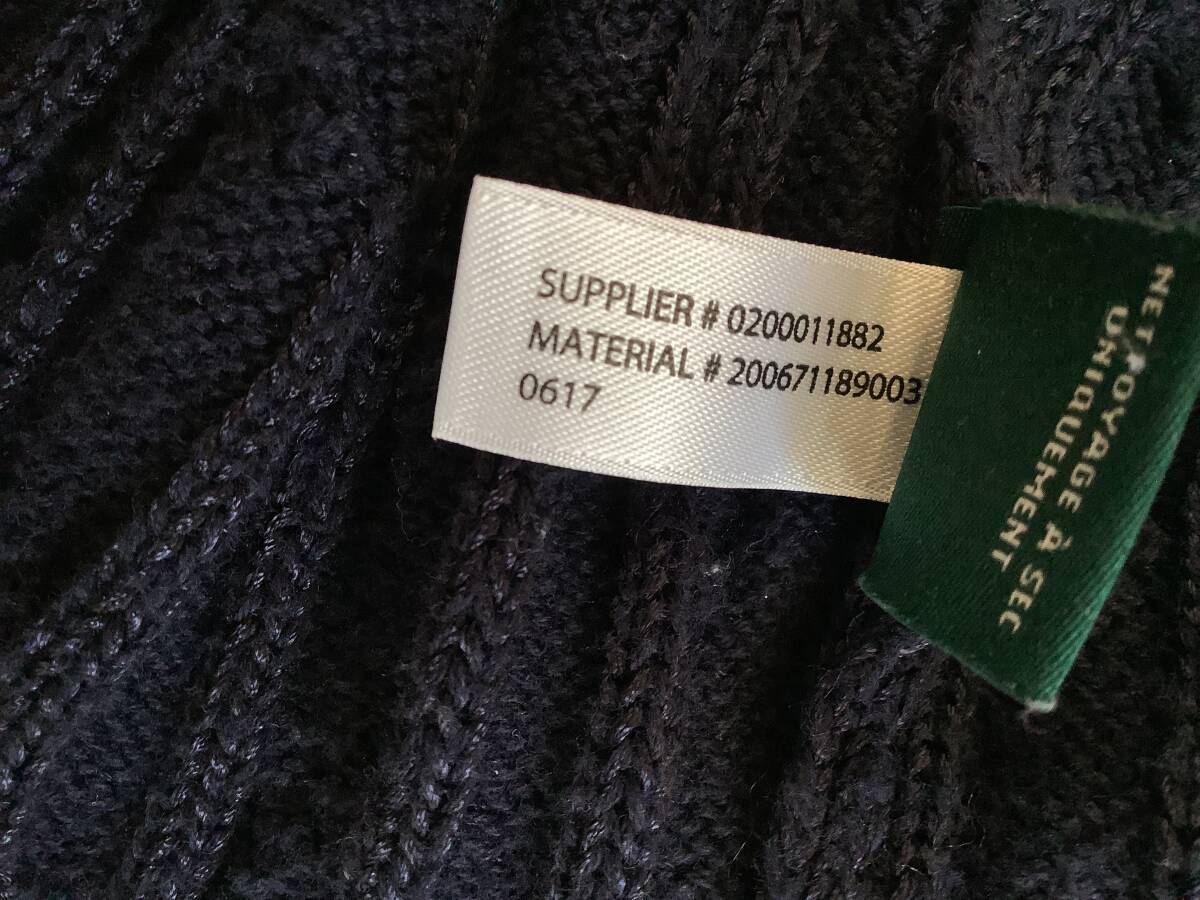 SUPPLIER # 0200011882
MATERIAL # 200671189003
0617
NETTOYAGE À SEC
UNIQUEMENT